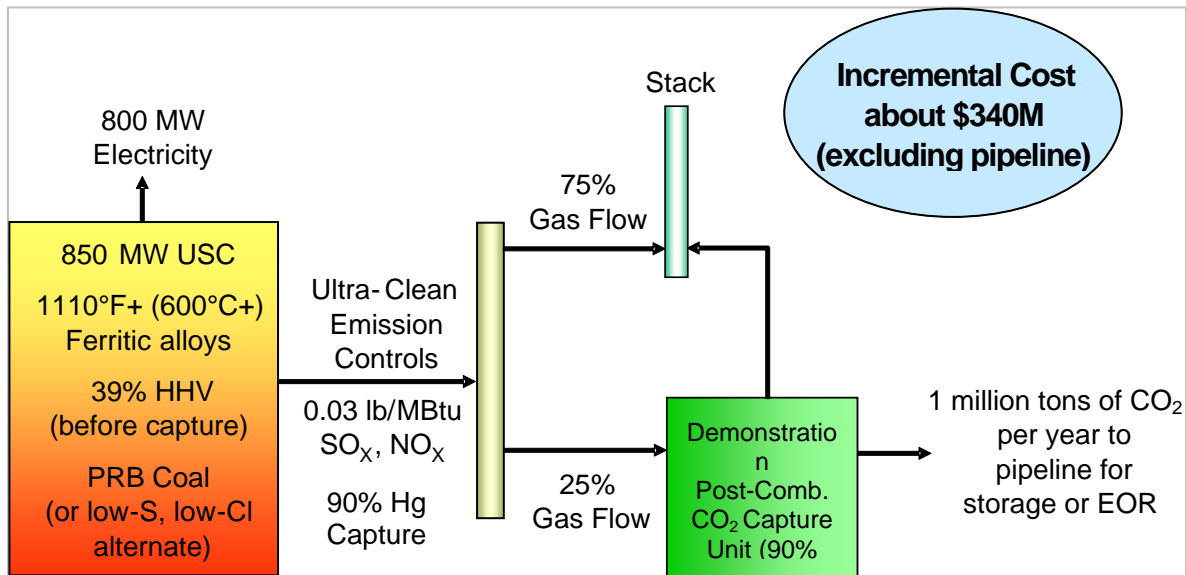 Incremental Cost
about $340M
(excluding pipeline)
Stack
800 MW
Electricity
75%
Gas Flow
850 MW USC
1110°F+ (600°C+)
Ferritic alloys
39% HHV
(before capture)
PRB Coal
(or low-S, low-Cl
alternate)
Ultra-Clean
Emission
Controls
0.03 lb/MBtu
SOX, NOX
90% Hg
Capture
25%
Gas Flow
Demonstratio
n
Post-Comb.
CO2 Capture
Unit (90%
1 million tons of CO2
per year to
pipeline for
storage or EOR